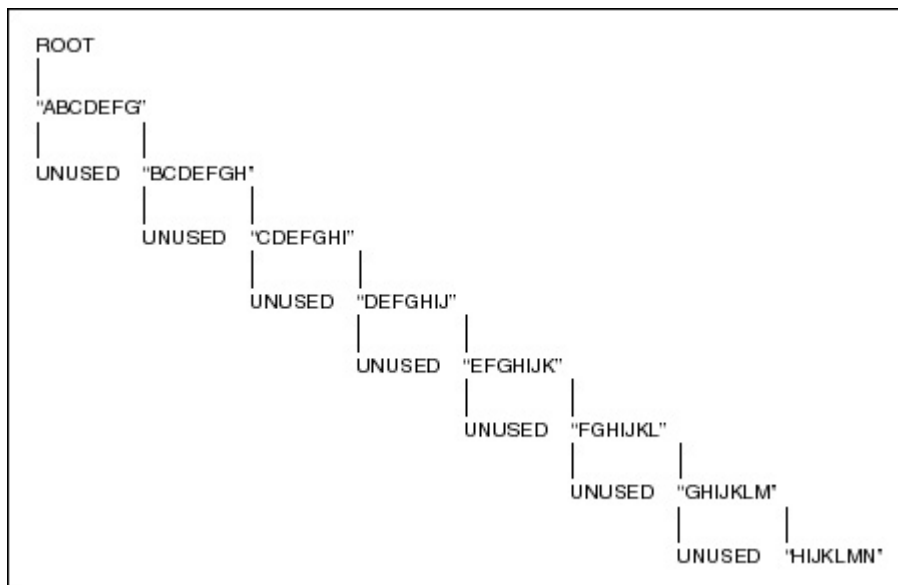 ROOT
“ABCDEFG”
UNUSED “BCDEFGH”
UNUSED “CDEFGHI”
UNUSED “DEFGHIJ”
UNUSED “EFGHIJK”
UNUSED “FGHIJKL”
UNUSED “GHIJKLM”
UNUSED “HIJKLMN”